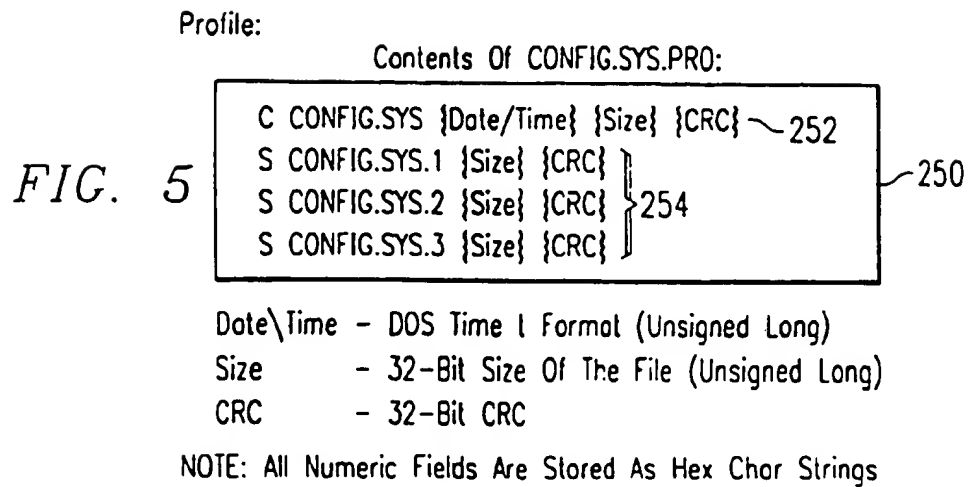 Profile:
Contents Of CONFIG.SYS.PRO:
C CONFIG.SYS {Date/Time} {Size} {CRC} 252
S CONFIG.SYS.1 {Size} {CRC}
S CONFIG.SYS.2 {Size} {CRC} 254
S CONFIG.SYS.3 {Size} {CRC}
250
FIG. 5
Date\Time - DOS Time t Format (Unsigned Long)
Size - 32-Bit Size Of The File (Unsigned Long)
CRC - 32-Bit CRC
NOTE: All Numeric Fields Are Stored As Hex Char Strings